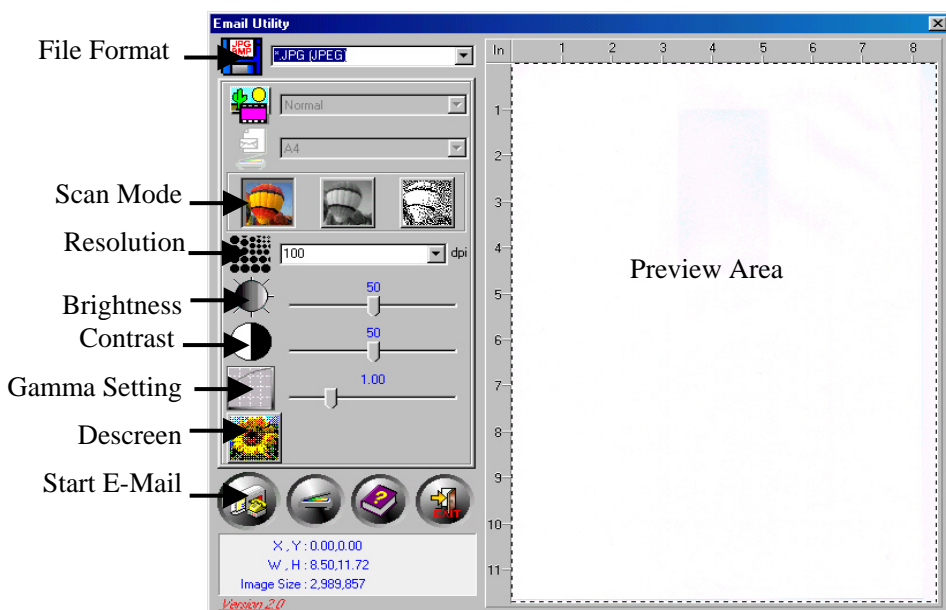 Email Utility
File Format
JPG
BMP
*.JPG (JPEG)
Normal
A4
Scan Mode
Resolution
100
dpi
Brightness
50
Contrast
50
Gamma Setting
1.00
Descreen
Start E-Mail
?
EXIT
X , Y : 0.00,0.00
W , H : 8.50,11.72
Image Size : 2,989,857
Version 2.0
In 1 2 3 4 5 6 7 8
1
2
3
4
Preview Area
5
6
7
8
9
10
11